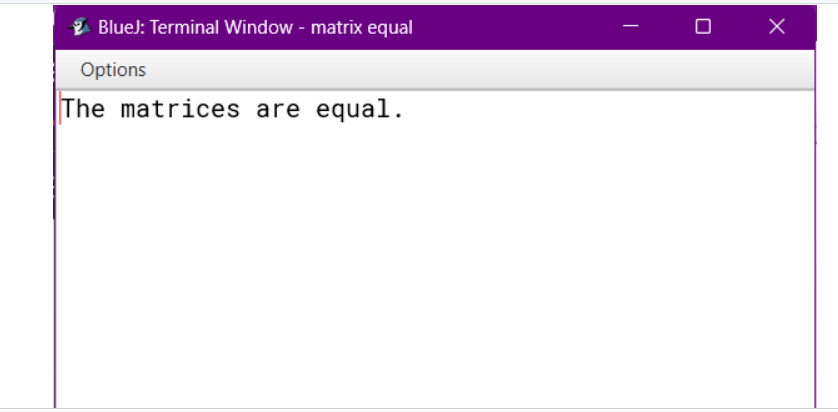 BlueJ: Terminal Window - matrix equal
Options
The matrices are equal.